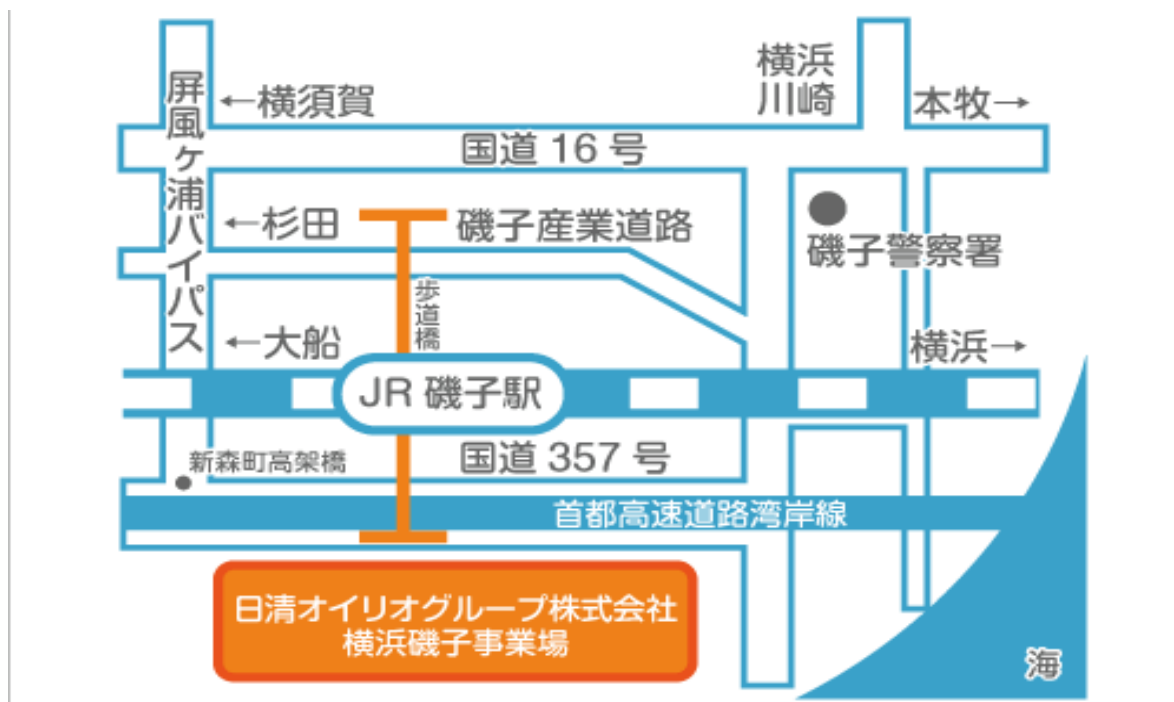 屏風ヶ浦バイパス
←横須賀
横浜
川崎
本牧→
国道 16 号
←杉田
磯子産業道路
磯子警察署
歩道橋
←大船
横浜→
JR 磯子駅
新森町高架橋
国道 357 号
首都高速道路湾岸線
日清オイリオグループ株式会社
横浜磯子事業場
海